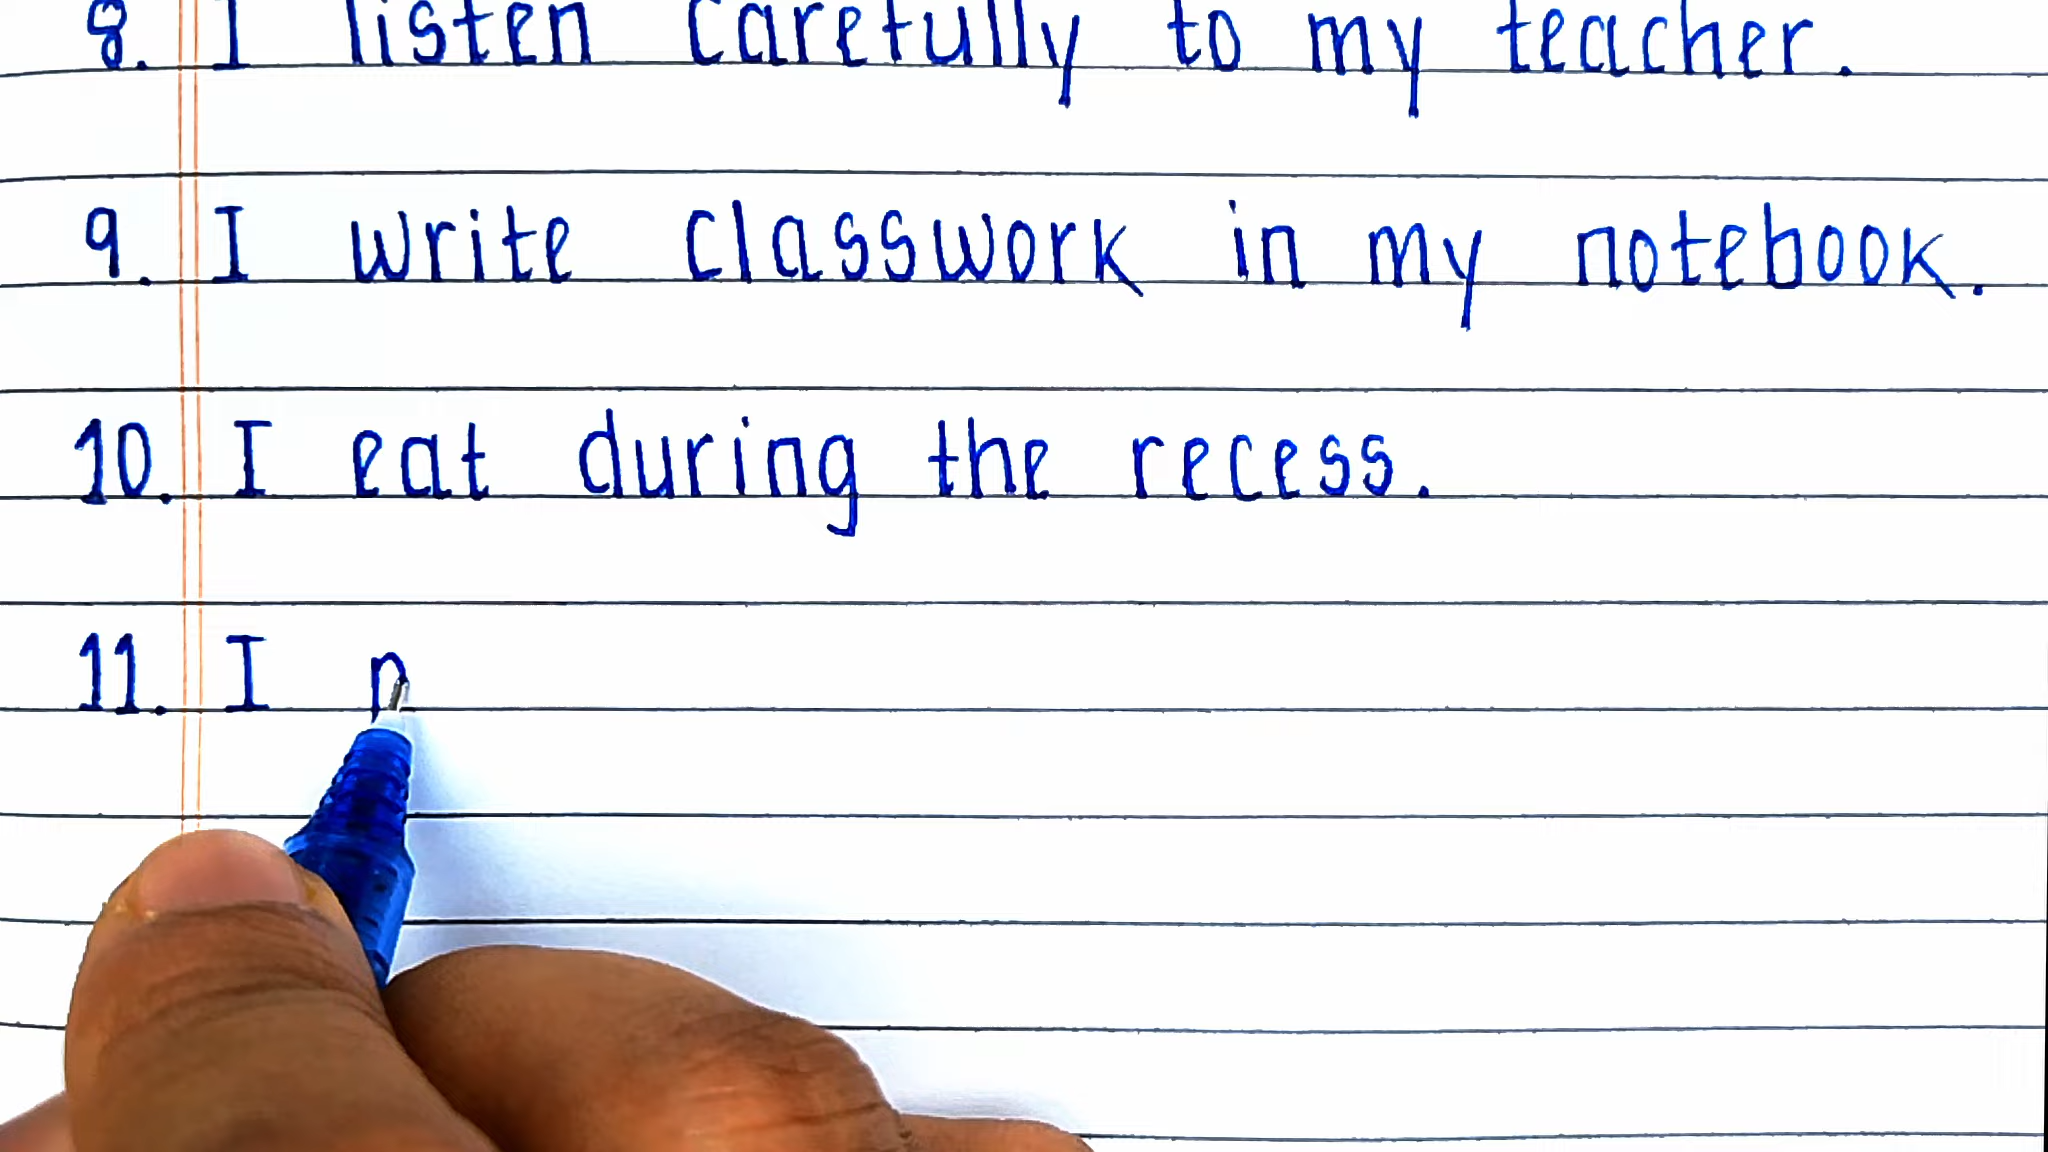 8. I listen carefully to my teacher.
9. I write classwork in my notebook.
10. I eat during the recess.
11. I